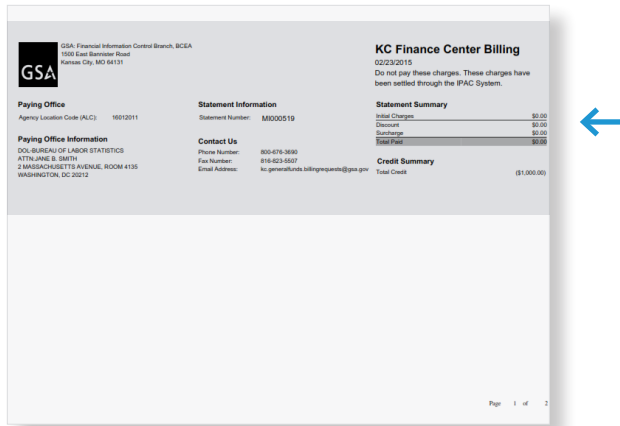 GSA
GSA: Financial Information Control Branch, BCEA
1500 East Bannister Road
Kansas City, MO 64131
KC Finance Center Billing
02/23/2015
Do not pay these charges. These charges have
been settled through the IPAC System.
Paying Office
Agency Location Code (ALC): 16012011
Paying Office Information
DOL-BUREAU OF LABOR STATISTICS
ATTN:JANE B. SMITH
2 MASSACHUSETTS AVENUE, ROOM 4135
WASHINGTON, DC 20212
Statement Information
Statement Number: MI000519
Contact Us
Phone Number: 800-676-3690
Fax Number: 816-823-5507
Email Address: kc.generalfunds.billingrequests@gsa.gov
Statement Summary
Initial Charges $0.00
Discount $0.00
Surcharge $0.00
Total Paid $0.00
Credit Summary
Total Credit ($1,000.00)
Page 1 of 2